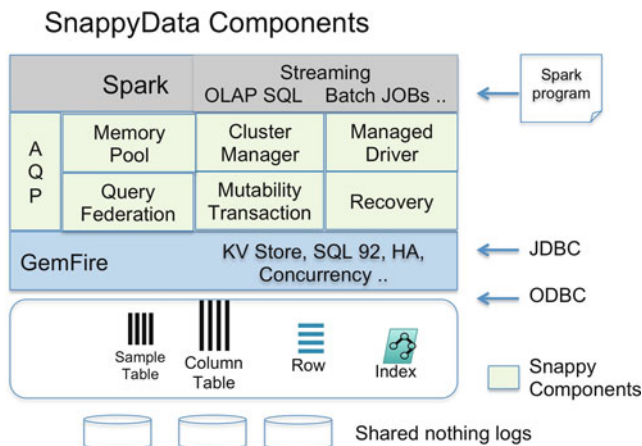 SnappyData Components
Spark
Streaming
OLAP SQL Batch JOBs ..
Spark
program
A
Q
P
Memory
Pool
Cluster
Manager
Managed
Driver
Query
Federation
Mutability
Transaction
Recovery
GemFire
KV Store, SQL 92, HA,
Concurrency ..
JDBC
ODBC
Sample
Table
Column
Table
Row
Index
Snappy
Components
Shared nothing logs